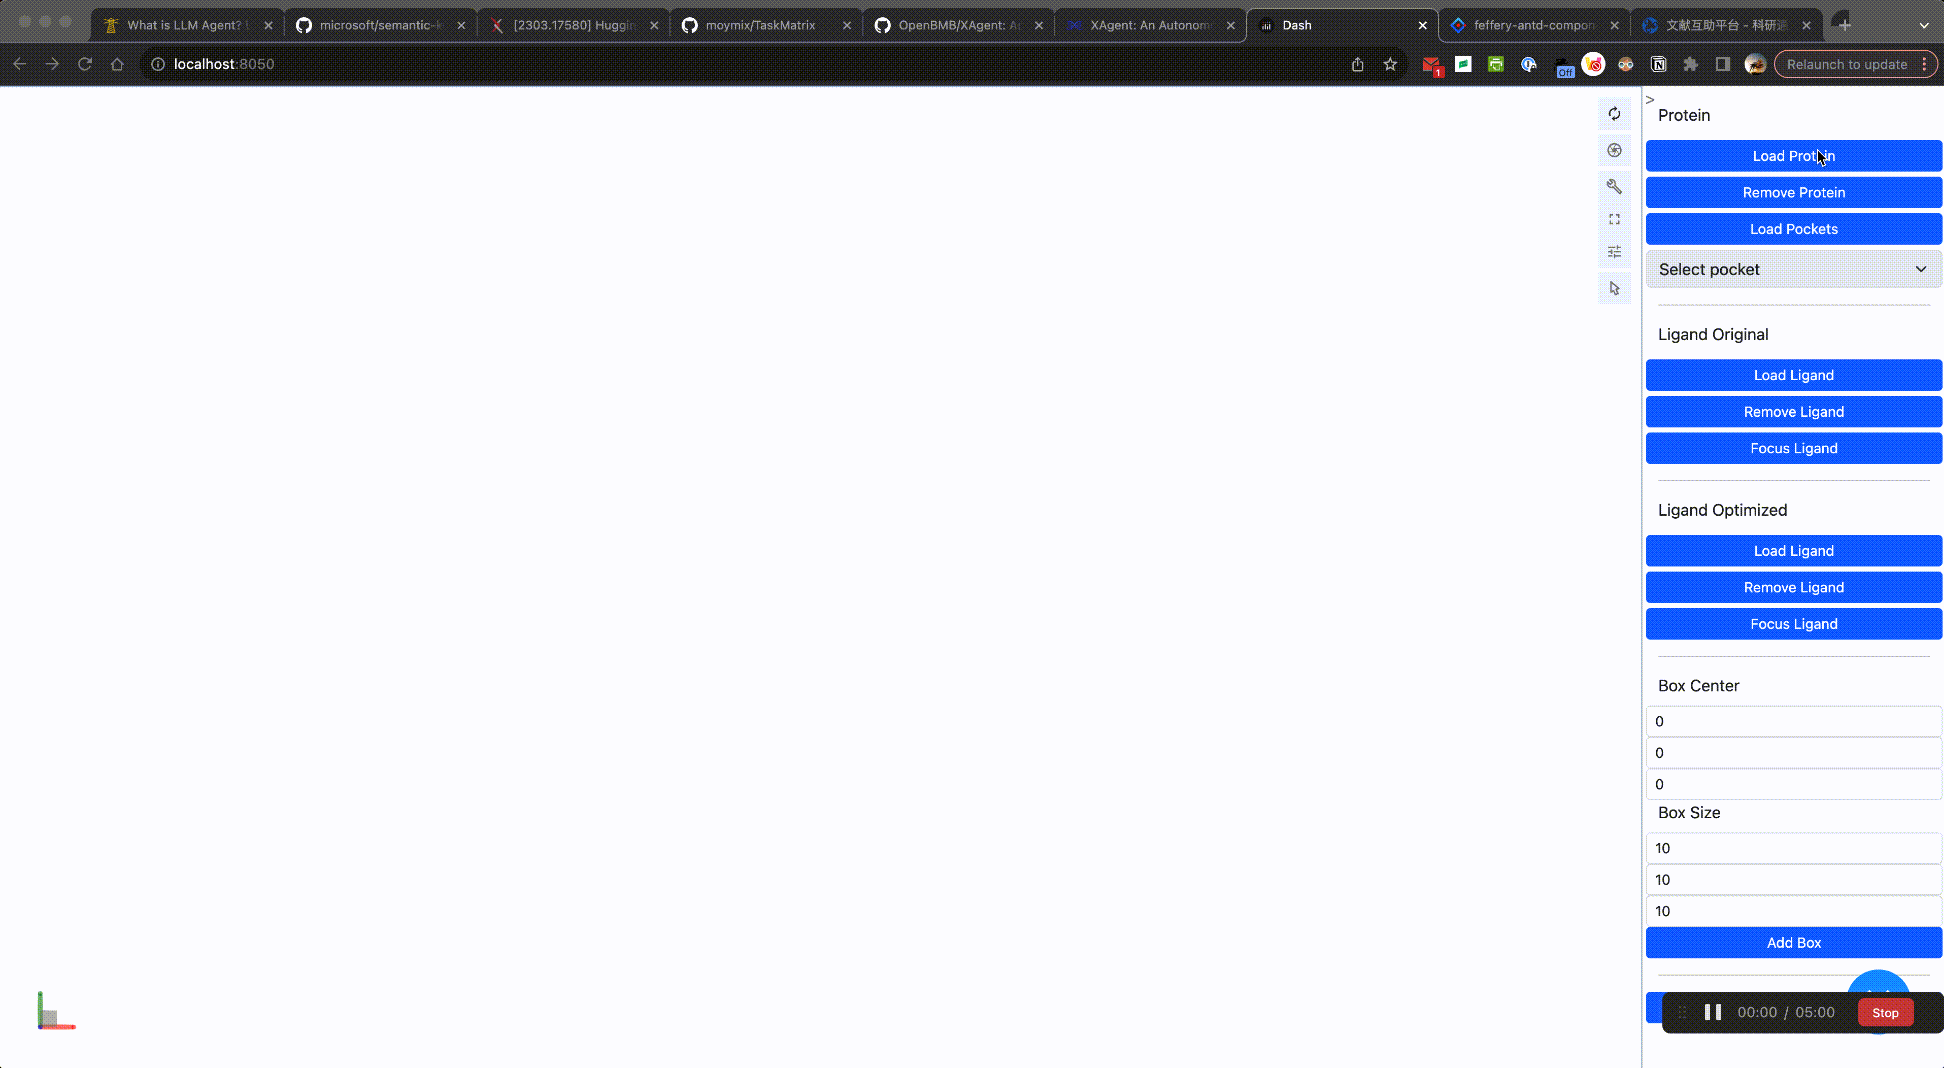 What is LLM Agent?
microsoft/semantic-k
[2303.17580] Huggin
moymix/TaskMatrix
OpenBMB/XAgent: A
XAgent: An Autonom
Dash
feffery-antd-compon
文献互助平台 - 科研通
localhost:8050
1
Off
Relaunch to update
>
Protein
Load Protein
Remove Protein
Load Pockets
Select pocket
Ligand Original
Load Ligand
Remove Ligand
Focus Ligand
Ligand Optimized
Load Ligand
Remove Ligand
Focus Ligand
Box Center
0
0
0
Box Size
10
10
10
Add Box
00:00 / 05:00
Stop